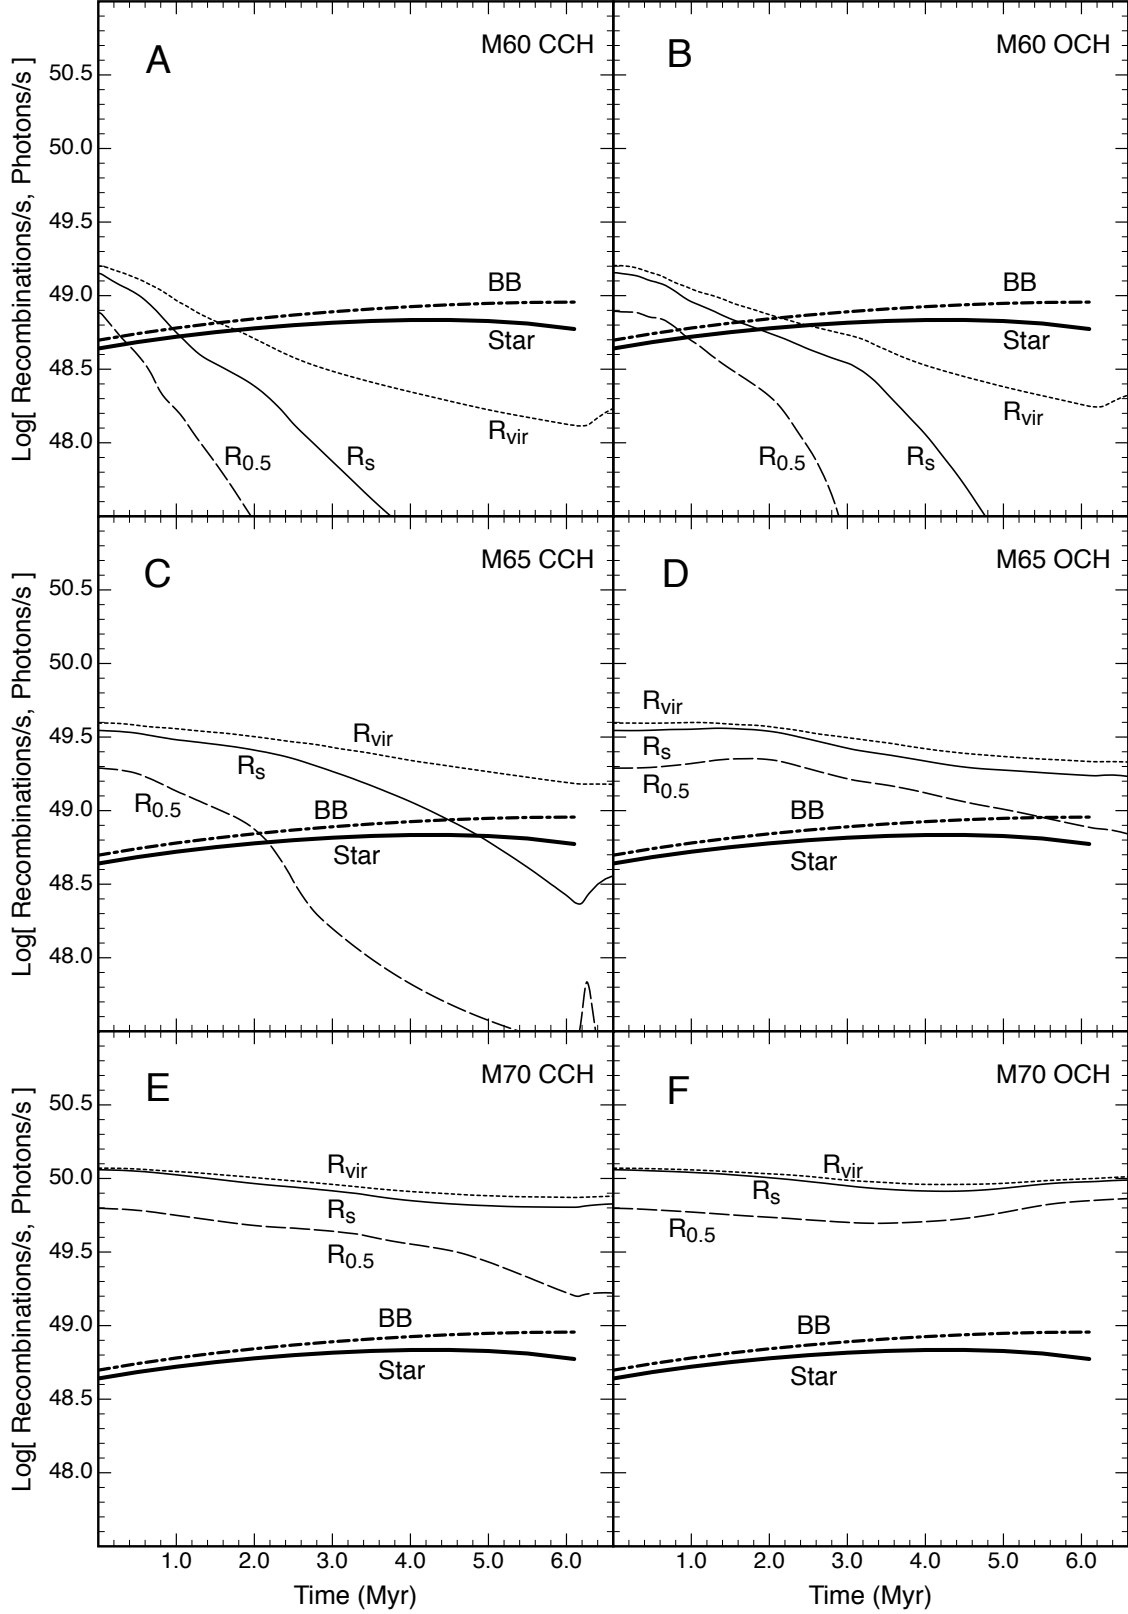 Log[ Recombinations/s, Photons/s ]
50.5
50.0
49.5
49.0
48.5
48.0
A
M60 CCH
BB
Star
R0.5
Rs
Rvir
B
M60 OCH
BB
Star
Rvir
R0.5
Rs
Log[ Recombinations/s, Photons/s ]
50.5
50.0
49.5
49.0
48.5
48.0
C
M65 CCH
Rvir
Rs
R0.5
BB
Star
D
M65 OCH
Rvir
Rs
R0.5
BB
Star
Log[ Recombinations/s, Photons/s ]
50.5
50.0
49.5
49.0
48.5
48.0
E
M70 CCH
Rvir
Rs
R0.5
BB
Star
F
M70 OCH
Rvir
Rs
R0.5
BB
Star
1.0 2.0 3.0 4.0 5.0 6.0
Time (Myr)
1.0 2.0 3.0 4.0 5.0 6.0
Time (Myr)